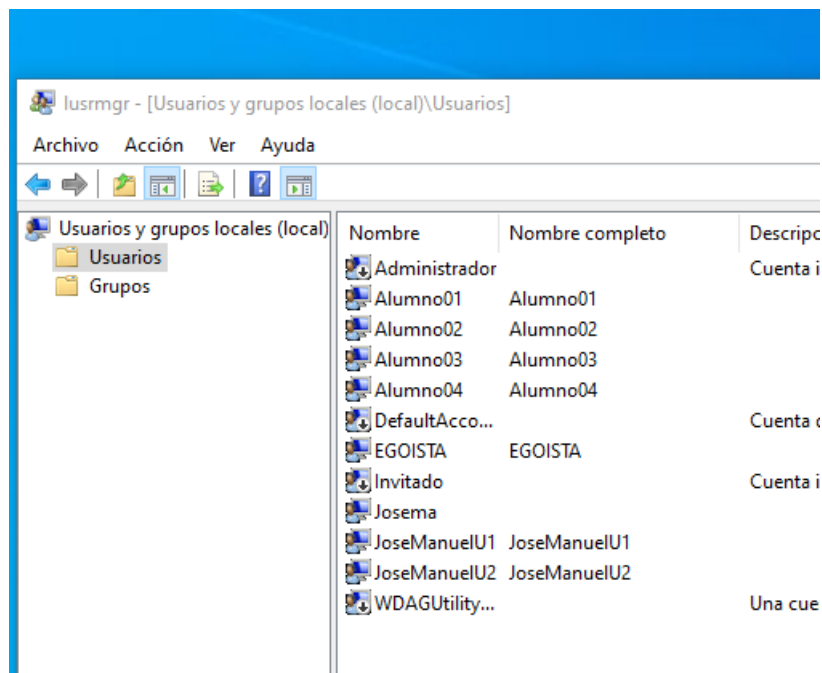 lusrmgr - [Usuarios y grupos locales (local)\Usuarios]
Archivo Acción Ver Ayuda
Usuarios y grupos locales (local)
Usuarios
Grupos
Nombre Nombre completo Descripc
Administrador Cuenta i
Alumno01 Alumno01
Alumno02 Alumno02
Alumno03 Alumno03
Alumno04 Alumno04
DefaultAcco... Cuenta d
EGOISTA EGOISTA
Invitado Cuenta i
Josema
JoseManuelU1 JoseManuelU1
JoseManuelU2 JoseManuelU2
WDAGUtility... Una cue